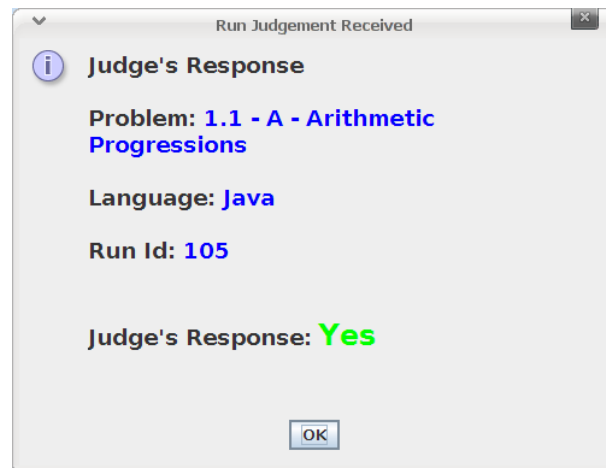 Run Judgement Received
i
Judge's Response
Problem: 1.1 - A - Arithmetic
Progressions
Language: Java
Run Id: 105
Judge's Response: Yes
OK